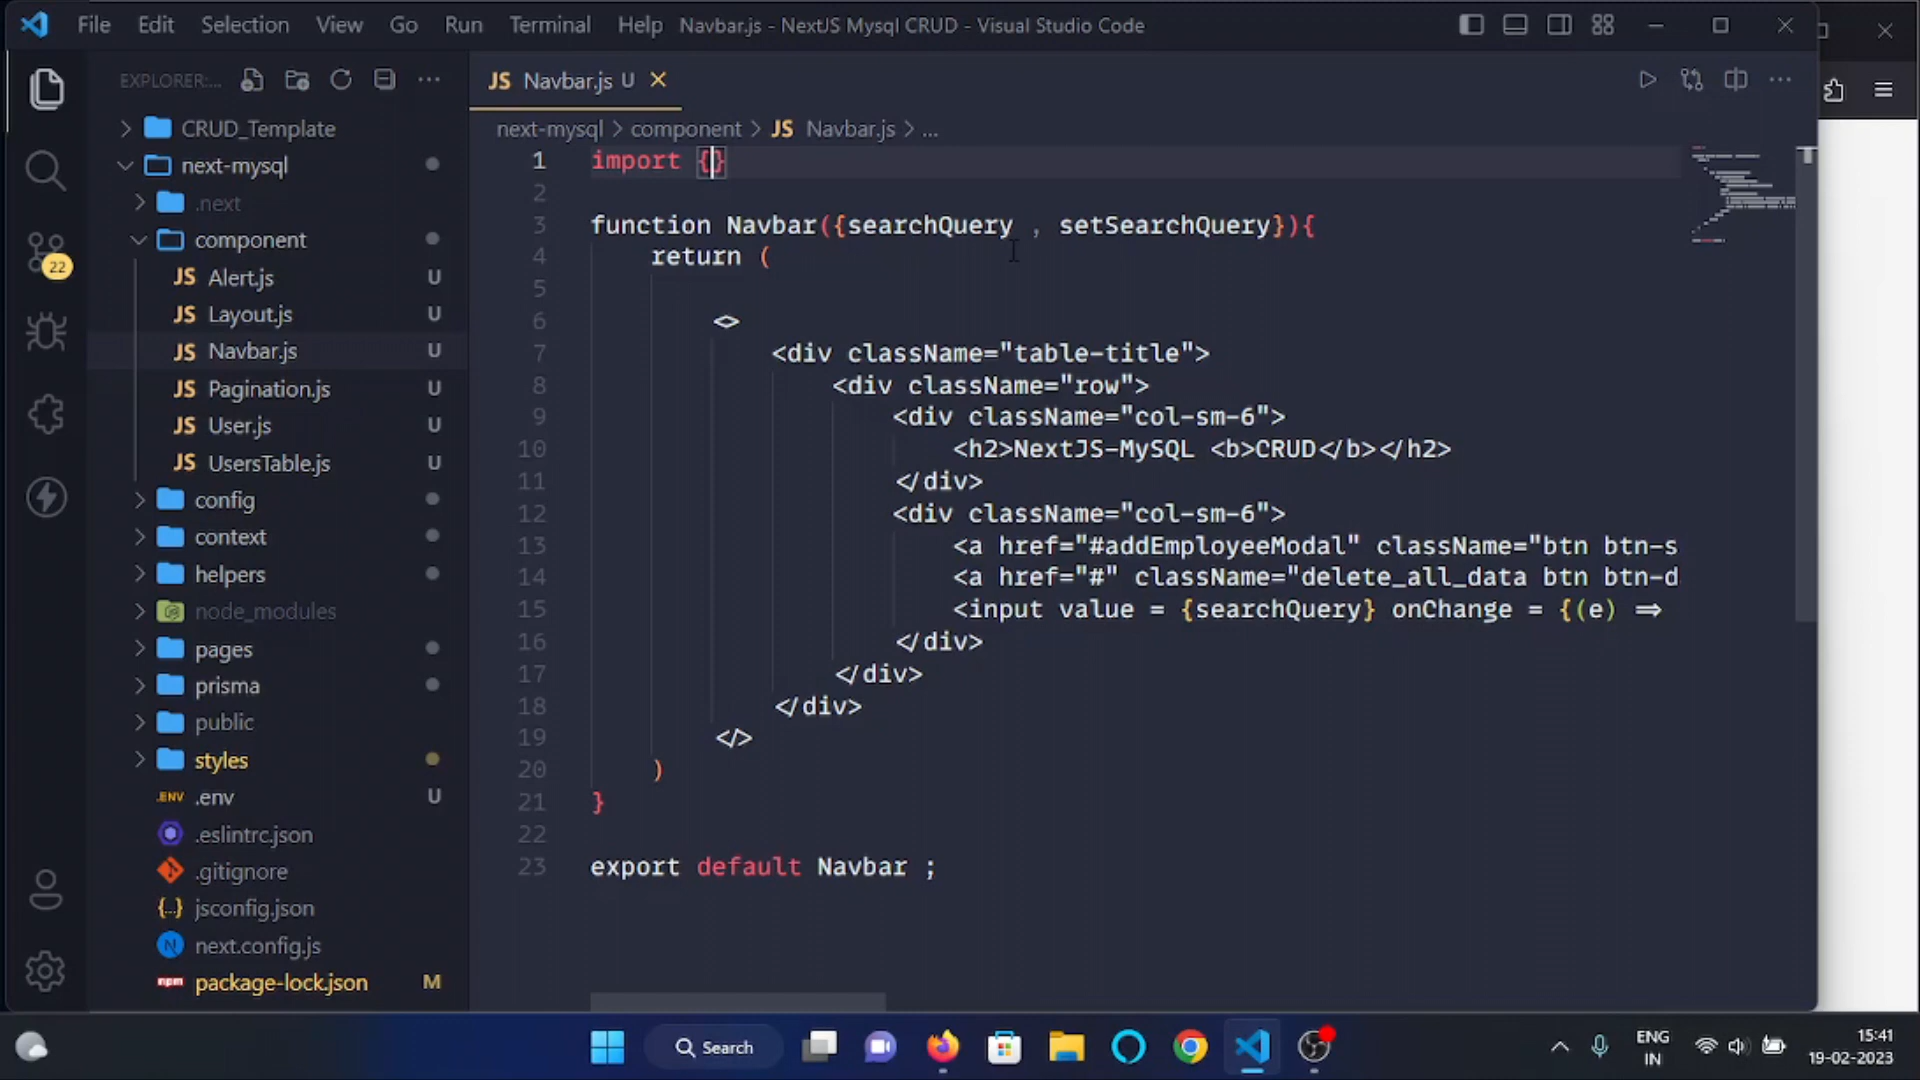 File Edit Selection View Go Run Terminal Help Navbar.js - NextJS Mysql CRUD - Visual Studio Code
EXPLORER:...
JS Navbar.js U
next-mysql > component > JS Navbar.js > ...
CRUD_Template
next-mysql
.next
component
JS Alert.js U
JS Layout.js U
JS Navbar.js U
JS Pagination.js U
JS User.js U
JS UsersTable.js U
config
context
helpers
node_modules
pages
prisma
public
styles
.ENV .env U
.eslintrc.json
.gitignore
{..} jsconfig.json
N next.config.js
npm package-lock.json M
22
1 import {}
2
3 function Navbar({searchQuery , setSearchQuery}){
4 return (
5
6 <>
7 <div className="table-title">
8 <div className="row">
9 <div className="col-sm-6">
10 <h2>NextJS-MySQL <b>CRUD</b></h2>
11 </div>
12 <div className="col-sm-6">
13 <a href="#addEmployeeModal" className="btn btn-s
14 <a href="#" className="delete_all_data btn btn-d
15 <input value = {searchQuery} onChange = {(e) =>
16 </div>
17 </div>
18 </div>
19 </>
20 )
21 }
22
23 export default Navbar ;
Search
ENG
IN
15:41
19-02-2023